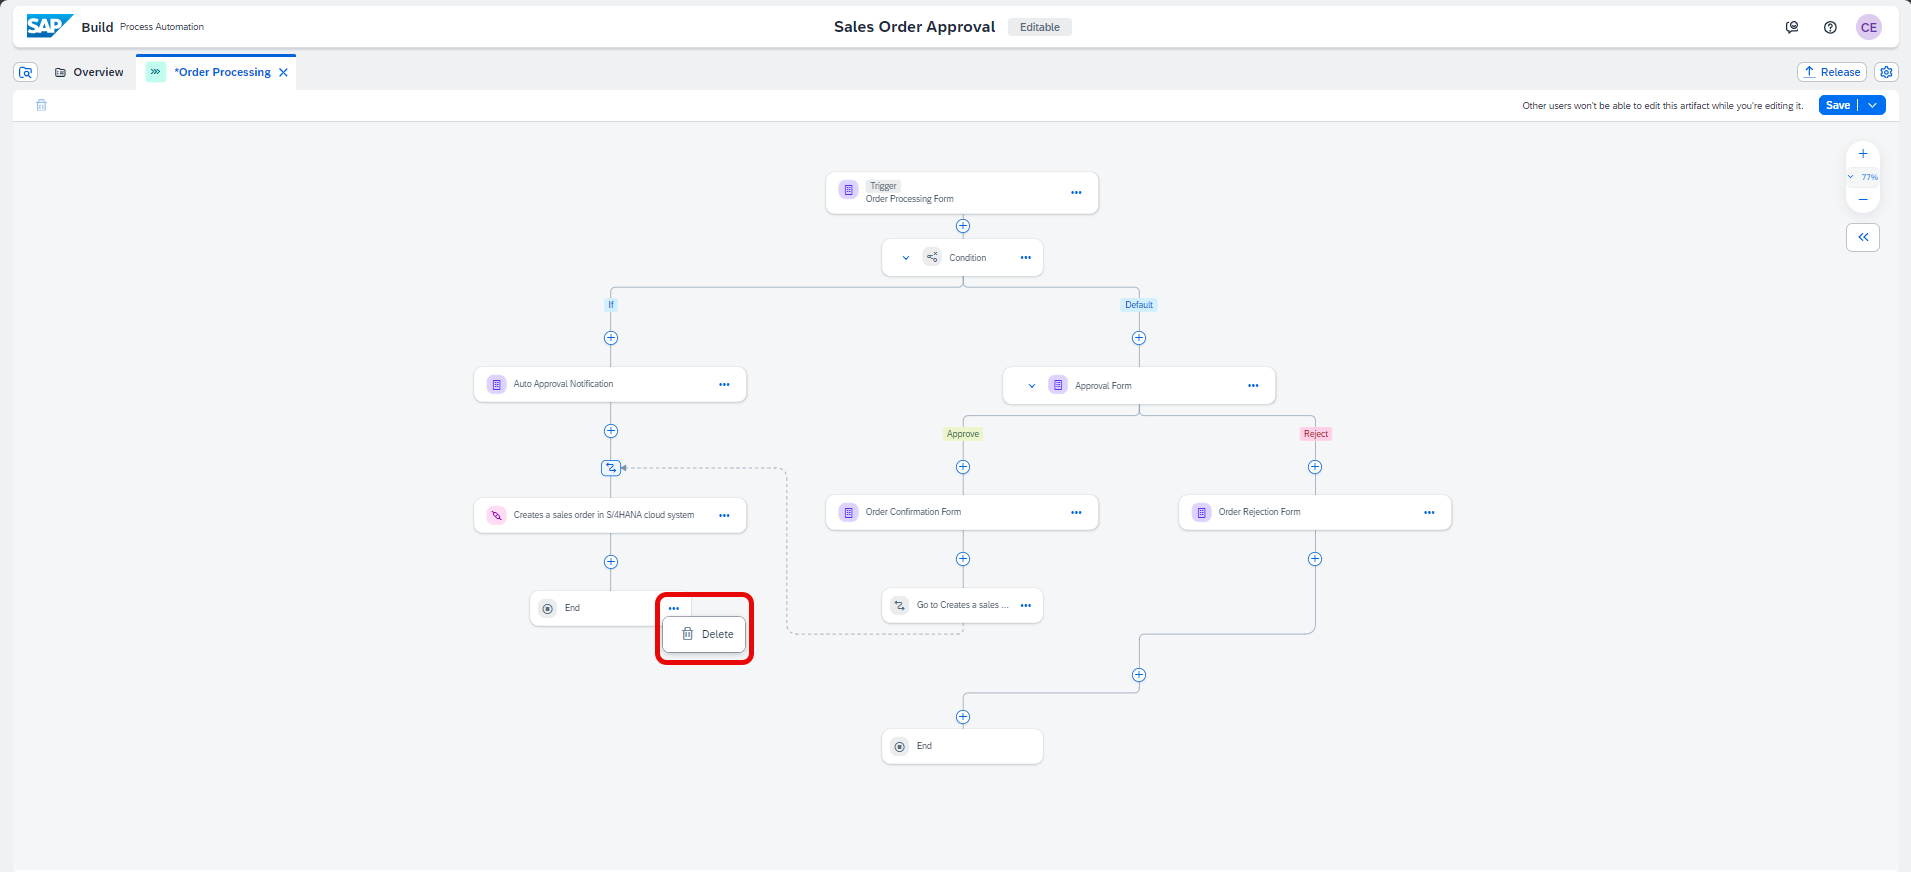 SAP Build Process Automation
Sales Order Approval Editable
CE
Overview
*Order Processing
Release
Other users won't be able to edit this artifact while you're editing it.
Save
77%
Trigger
Order Processing Form
Condition
If
Default
Auto Approval Notification
Approval Form
Approve
Reject
Creates a sales order in S/4HANA cloud system
Order Confirmation Form
Order Rejection Form
End
Go to Creates a sales ...
Delete
End